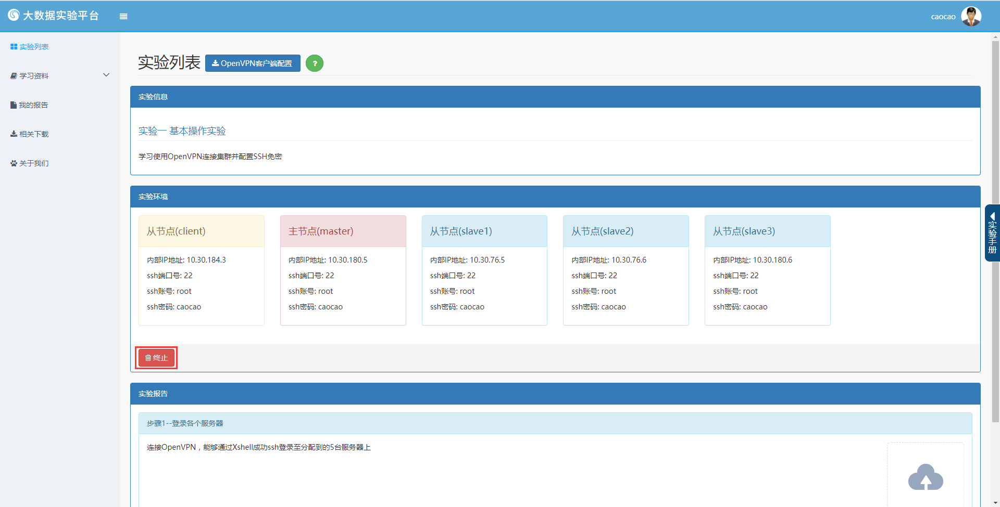 大数据实验平台
caocao
实验列表
学习资料
我的报告
相关下载
关于我们
实验列表 OpenVPN客户端配置 ?
实验信息
实验一 基本操作实验
学习使用OpenVPN连接集群并配置SSH免密
实验环境
从节点(client)
内部IP地址: 10.30.184.3
ssh端口号: 22
ssh账号: root
ssh密码: caocao
主节点(master)
内部IP地址: 10.30.180.5
ssh端口号: 22
ssh账号: root
ssh密码: caocao
从节点(slave1)
内部IP地址: 10.30.76.5
ssh端口号: 22
ssh账号: root
ssh密码: caocao
从节点(slave2)
内部IP地址: 10.30.76.6
ssh端口号: 22
ssh账号: root
ssh密码: caocao
从节点(slave3)
内部IP地址: 10.30.180.6
ssh端口号: 22
ssh账号: root
ssh密码: caocao
终止
实验手册
实验报告
步骤1--登录各个服务器
连接OpenVPN，能够通过Xshell成功ssh登录至分配到的5台服务器上